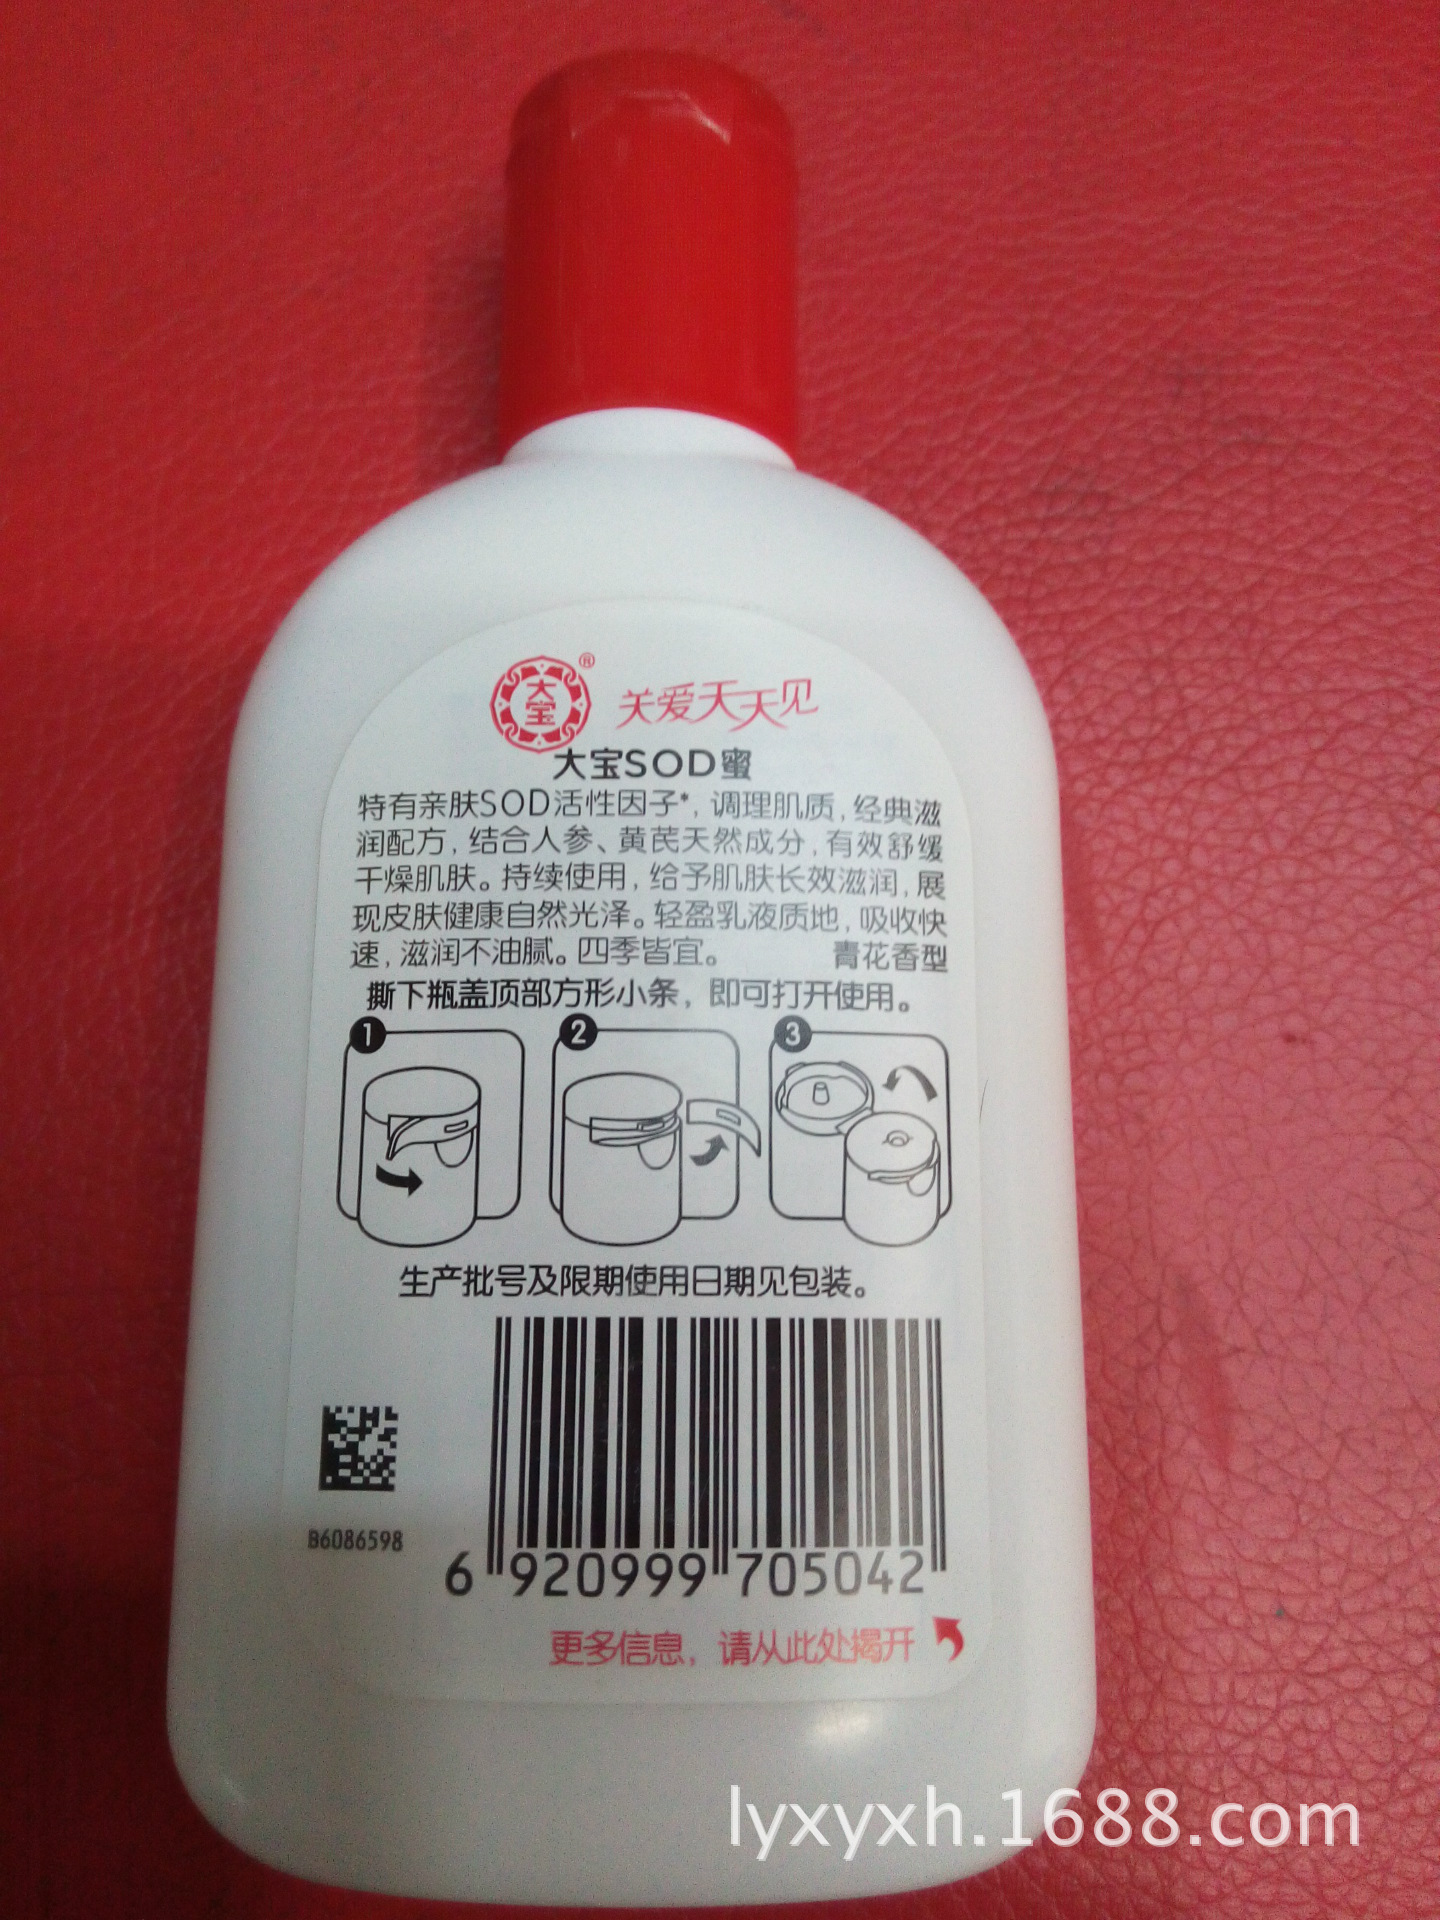 大宝
®
关爱天天见
大宝SOD蜜
特有亲肤SOD活性因子*，调理肌质，经典滋
润配方，结合人参、黄芪天然成分，有效舒缓
干燥肌肤。持续使用，给予肌肤长效滋润，展
现皮肤健康自然光泽。轻盈乳液质地，吸收快
速，滋润不油腻。四季皆宜。 青花香型
撕下瓶盖顶部方形小条，即可打开使用。
1 2 3
生产批号及限期使用日期见包装。
B6086598
6 920999 705042
更多信息，请从此处揭开
lyxyxh.1688.com